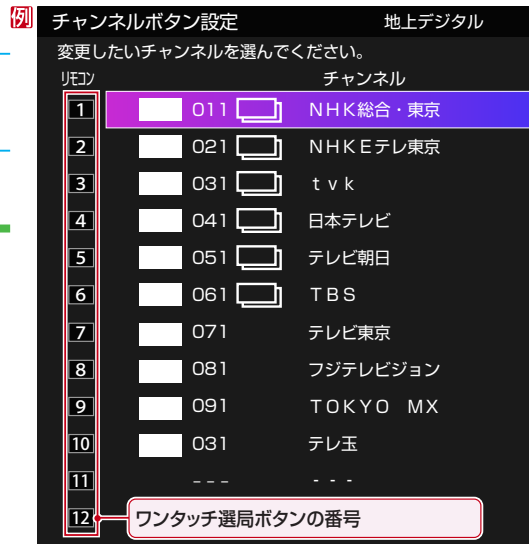 例
チャンネルボタン設定 地上デジタル
変更したいチャンネルを選んでください。
リモコン チャンネル
1 011 NHK総合・東京
2 021 NHKEテレ東京
3 031 tvk
4 041 日本テレビ
5 051 テレビ朝日
6 061 TBS
7 071 テレビ東京
8 081 フジテレビジョン
9 091 TOKYO MX
10 031 テレ玉
11 --- ---
12 ワンタッチ選局ボタンの番号